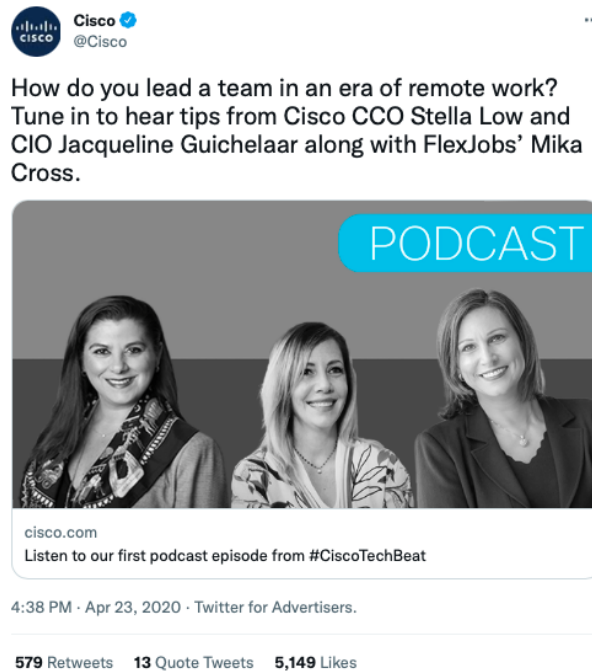 CISCO
Cisco
@Cisco
How do you lead a team in an era of remote work?
Tune in to hear tips from Cisco CCO Stella Low and
CIO Jacqueline Guichelaar along with FlexJobs’ Mika
Cross.
PODCAST
cisco.com
Listen to our first podcast episode from #CiscoTechBeat
4:38 PM · Apr 23, 2020 · Twitter for Advertisers.
579 Retweets 13 Quote Tweets 5,149 Likes